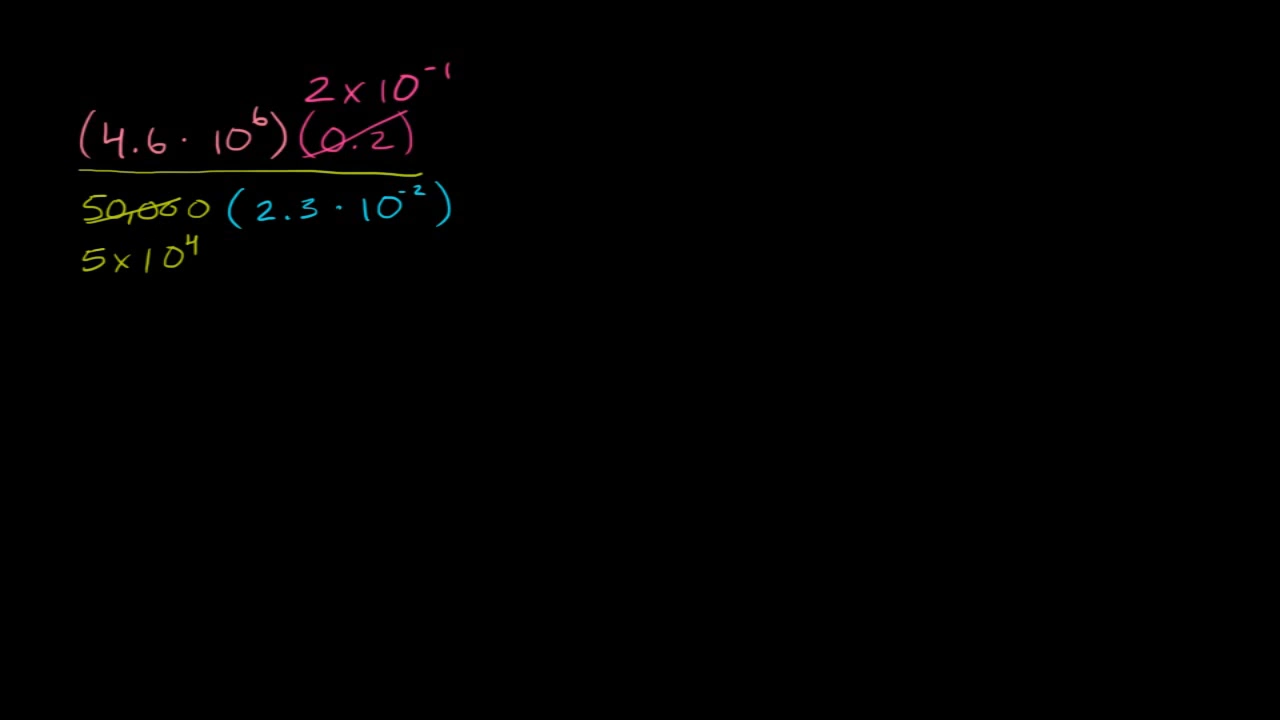 2 x 10⁻¹
(4.6 · 10⁶)(0.2)
50,000 (2.3 · 10⁻²)
5 x 10⁴